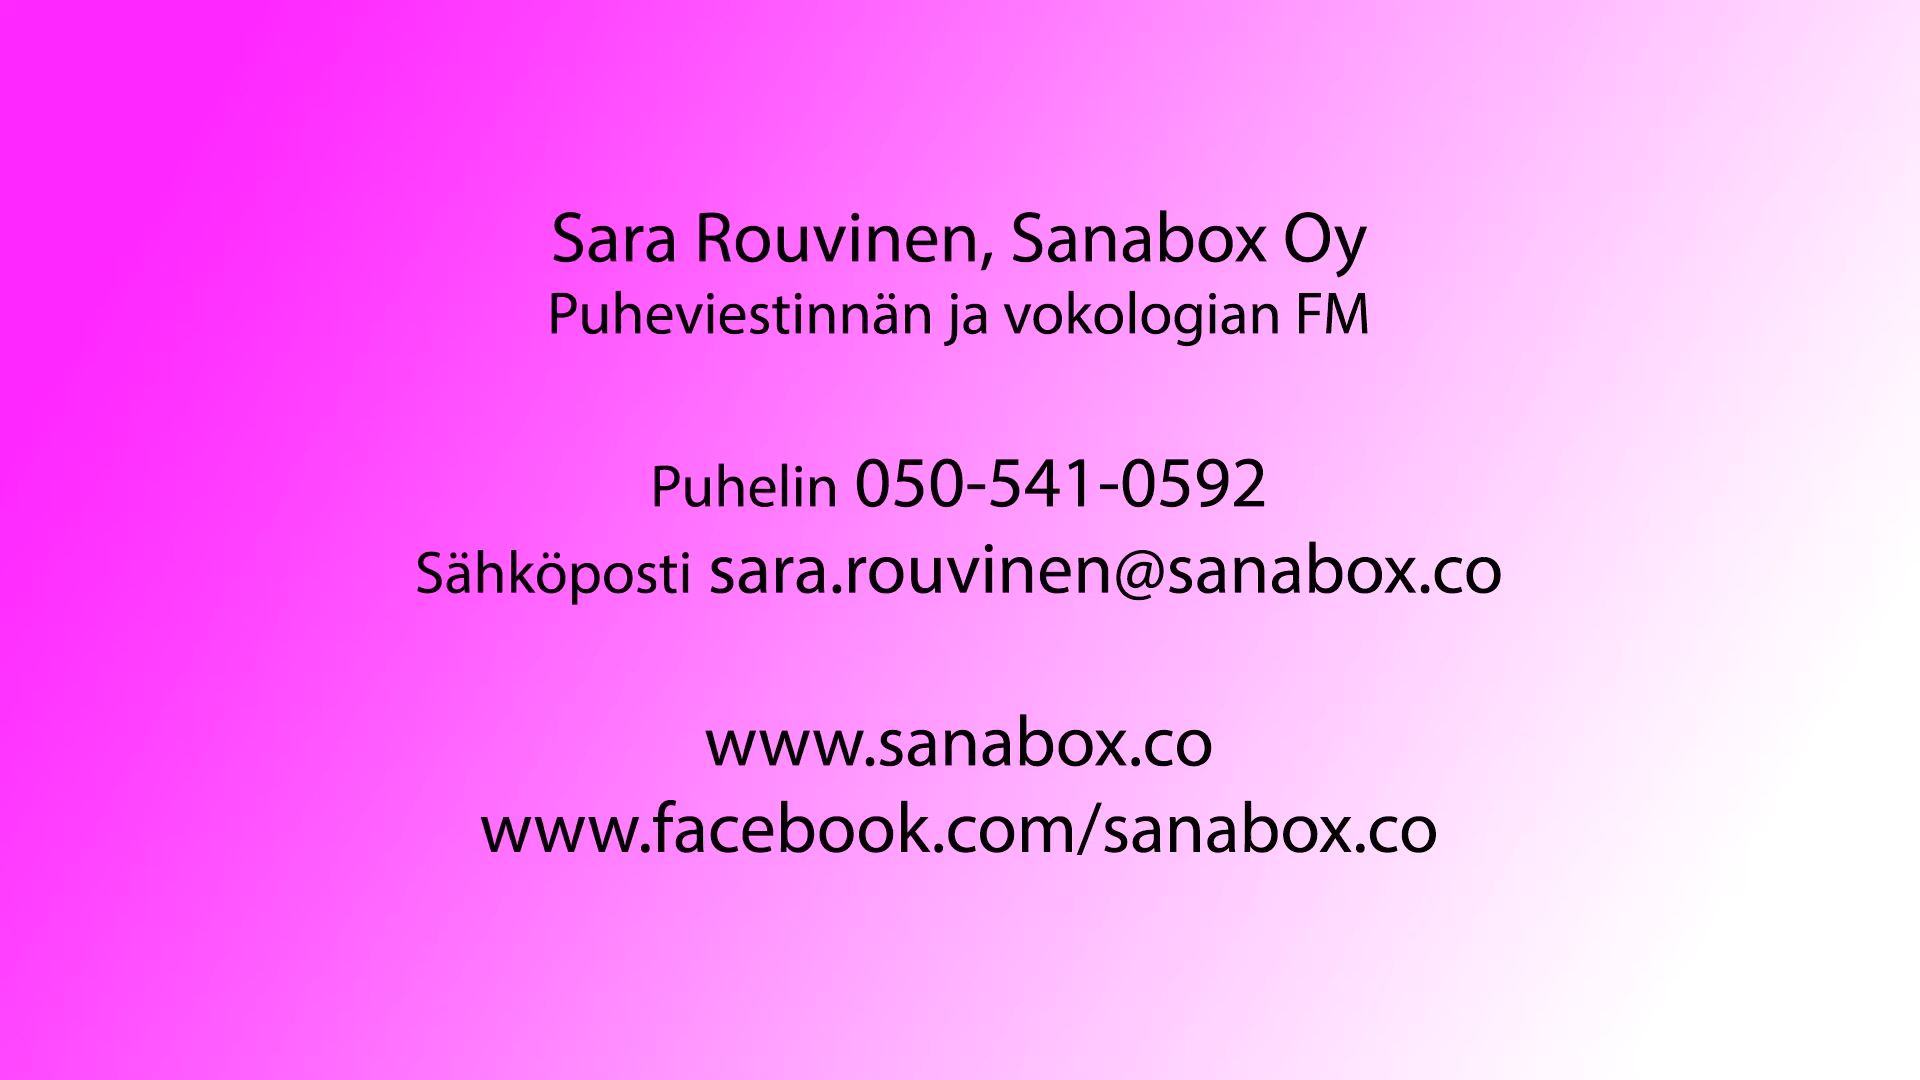 Sara Rouvinen, Sanabox Oy
Puheviestinnän ja vokologian FM
Puhelin 050-541-0592
Sähköposti sara.rouvinen@sanabox.co
www.sanabox.co
www.facebook.com/sanabox.co